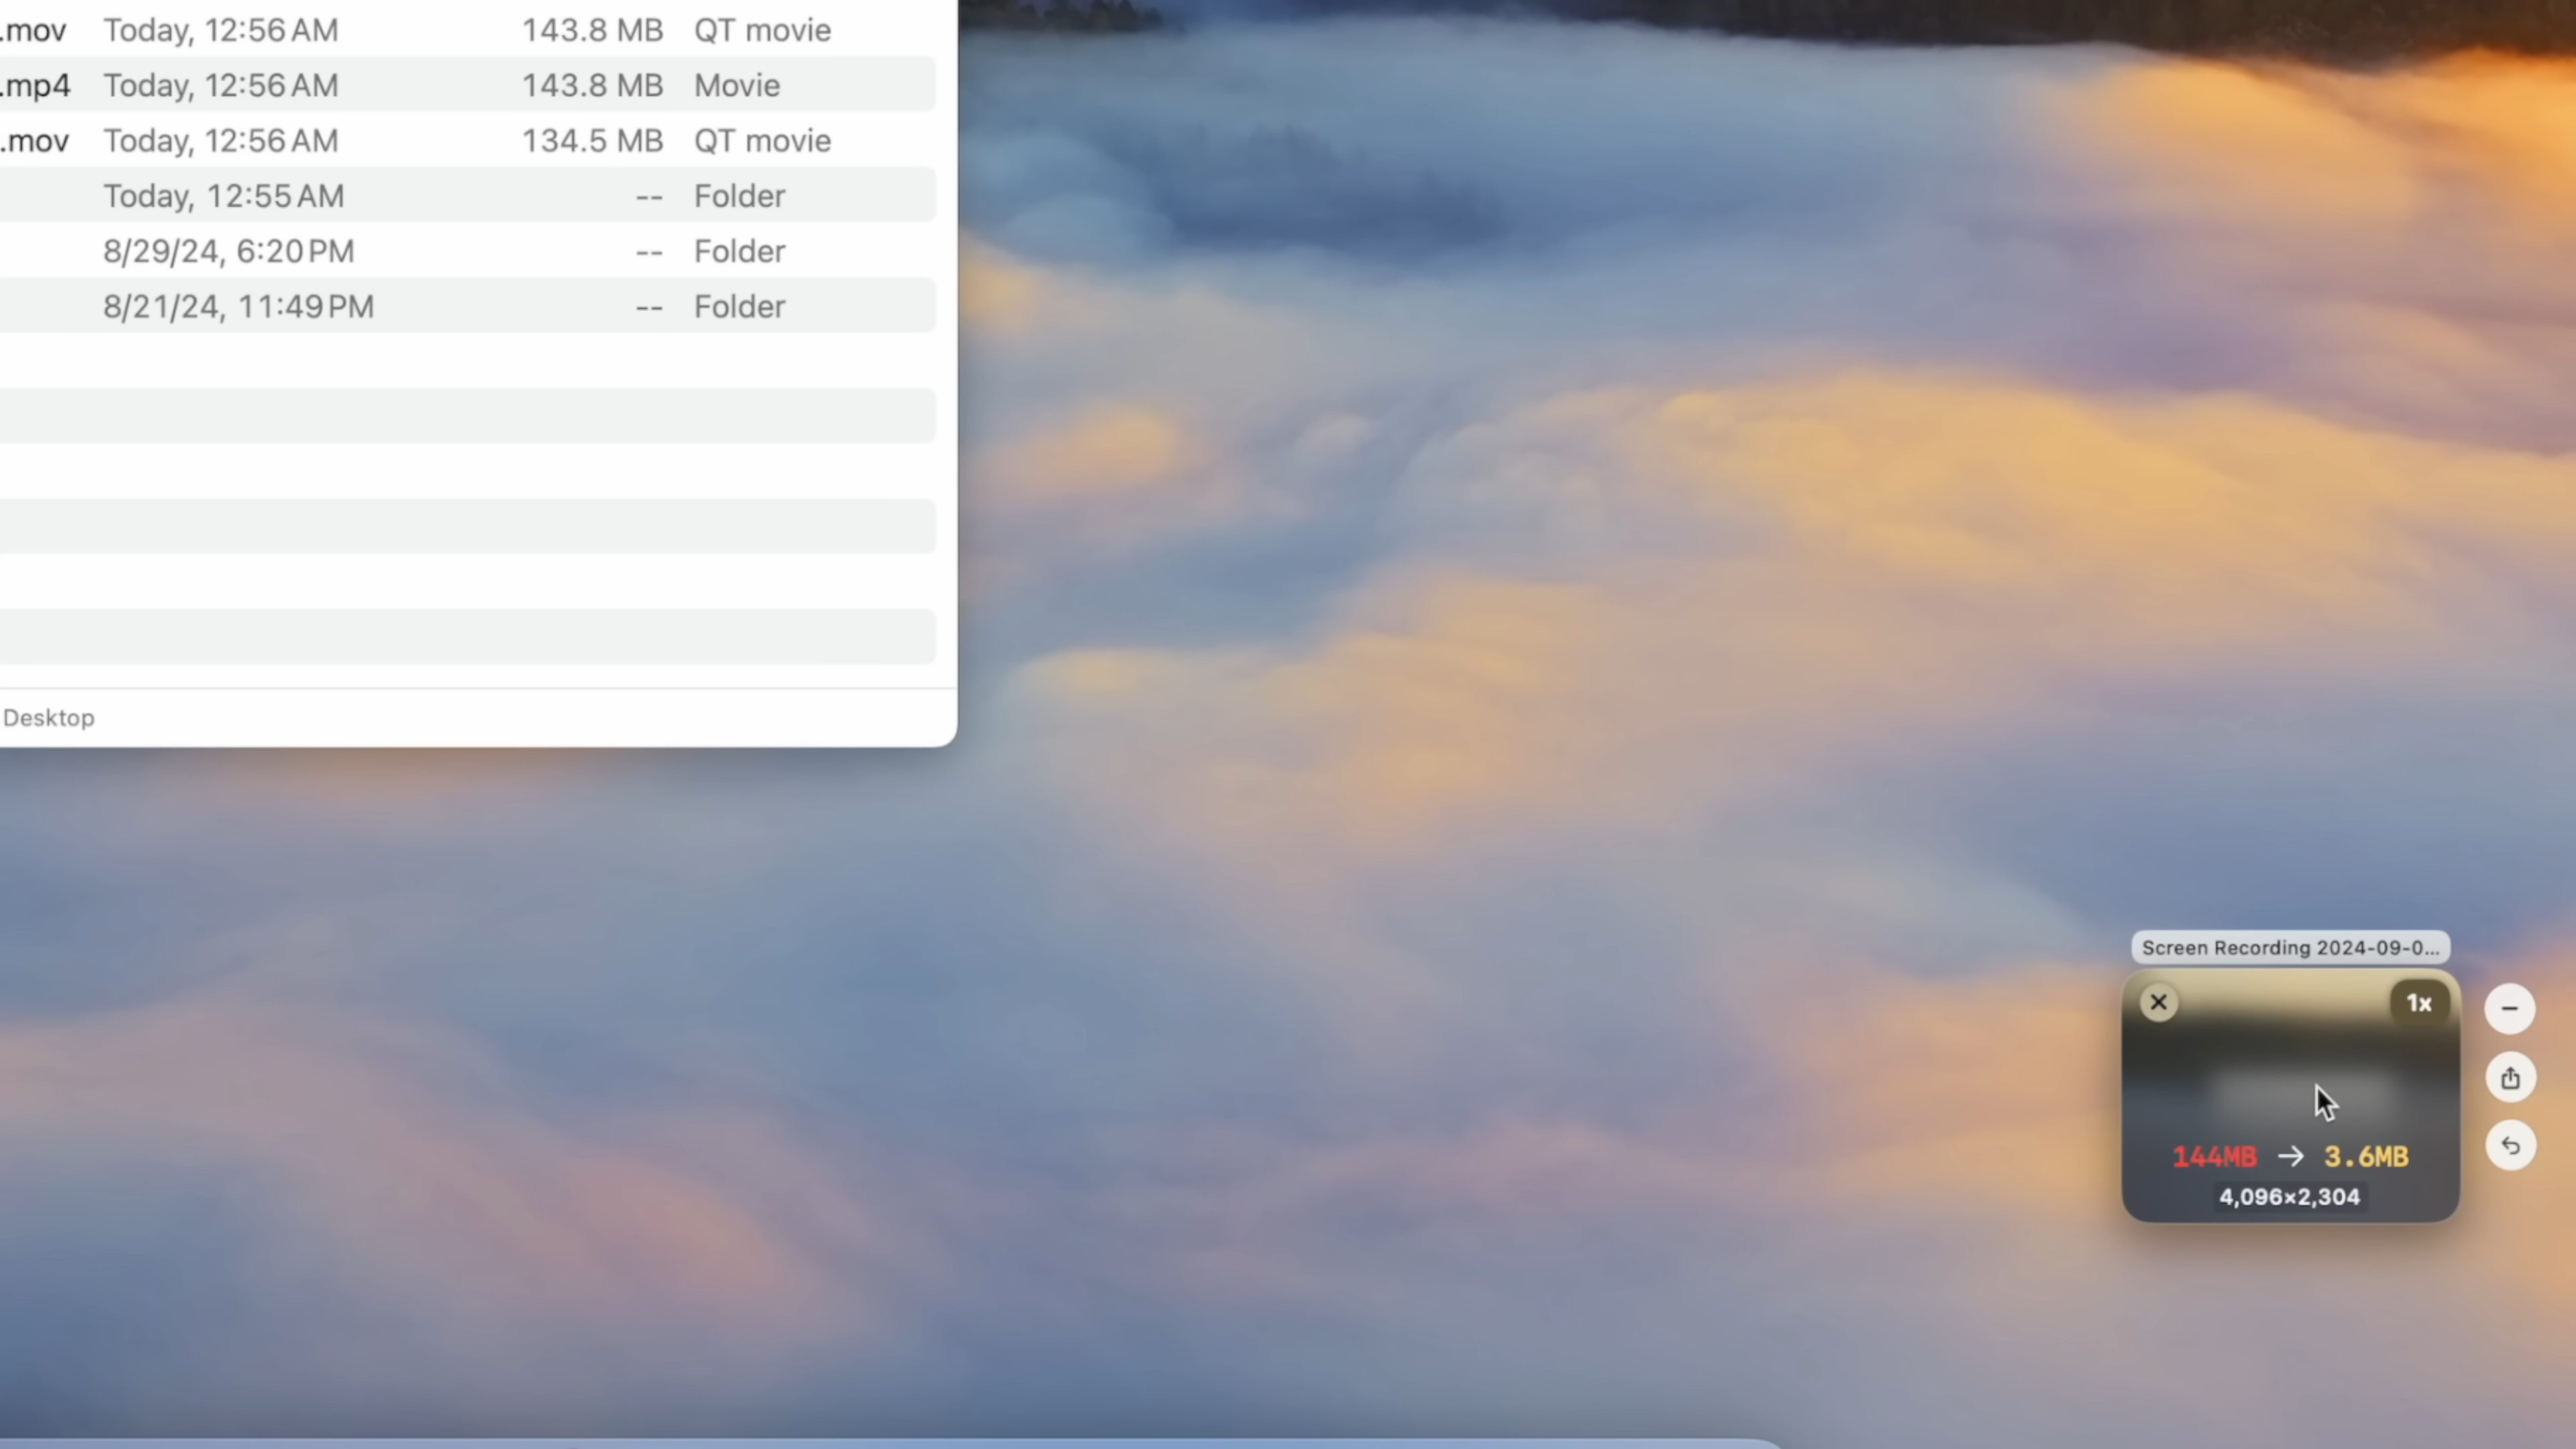 .mov Today, 12:56 AM 143.8 MB QT movie
.mp4 Today, 12:56 AM 143.8 MB Movie
.mov Today, 12:56 AM 134.5 MB QT movie
Today, 12:55 AM -- Folder
8/29/24, 6:20 PM -- Folder
8/21/24, 11:49 PM -- Folder
Desktop
Screen Recording 2024-09-0...
1x
144MB → 3.6MB
4,096×2,304